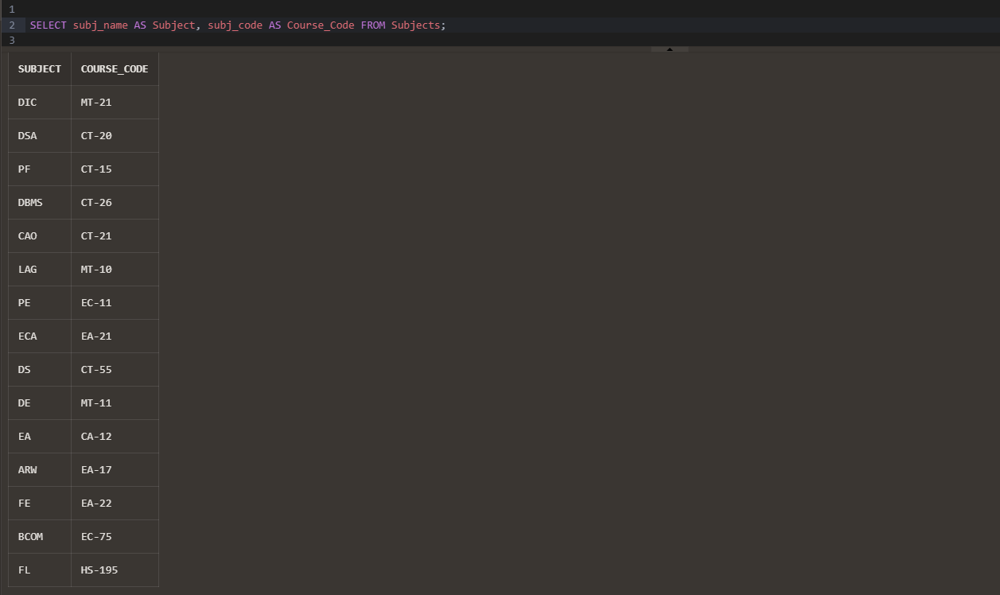 1
2 SELECT subj_name AS Subject, subj_code AS Course_Code FROM Subjects;
3
SUBJECT COURSE_CODE
DIC MT-21
DSA CT-20
PF CT-15
DBMS CT-26
CAO CT-21
LAG MT-10
PE EC-11
ECA EA-21
DS CT-55
DE MT-11
EA CA-12
ARW EA-17
FE EA-22
BCOM EC-75
FL HS-195